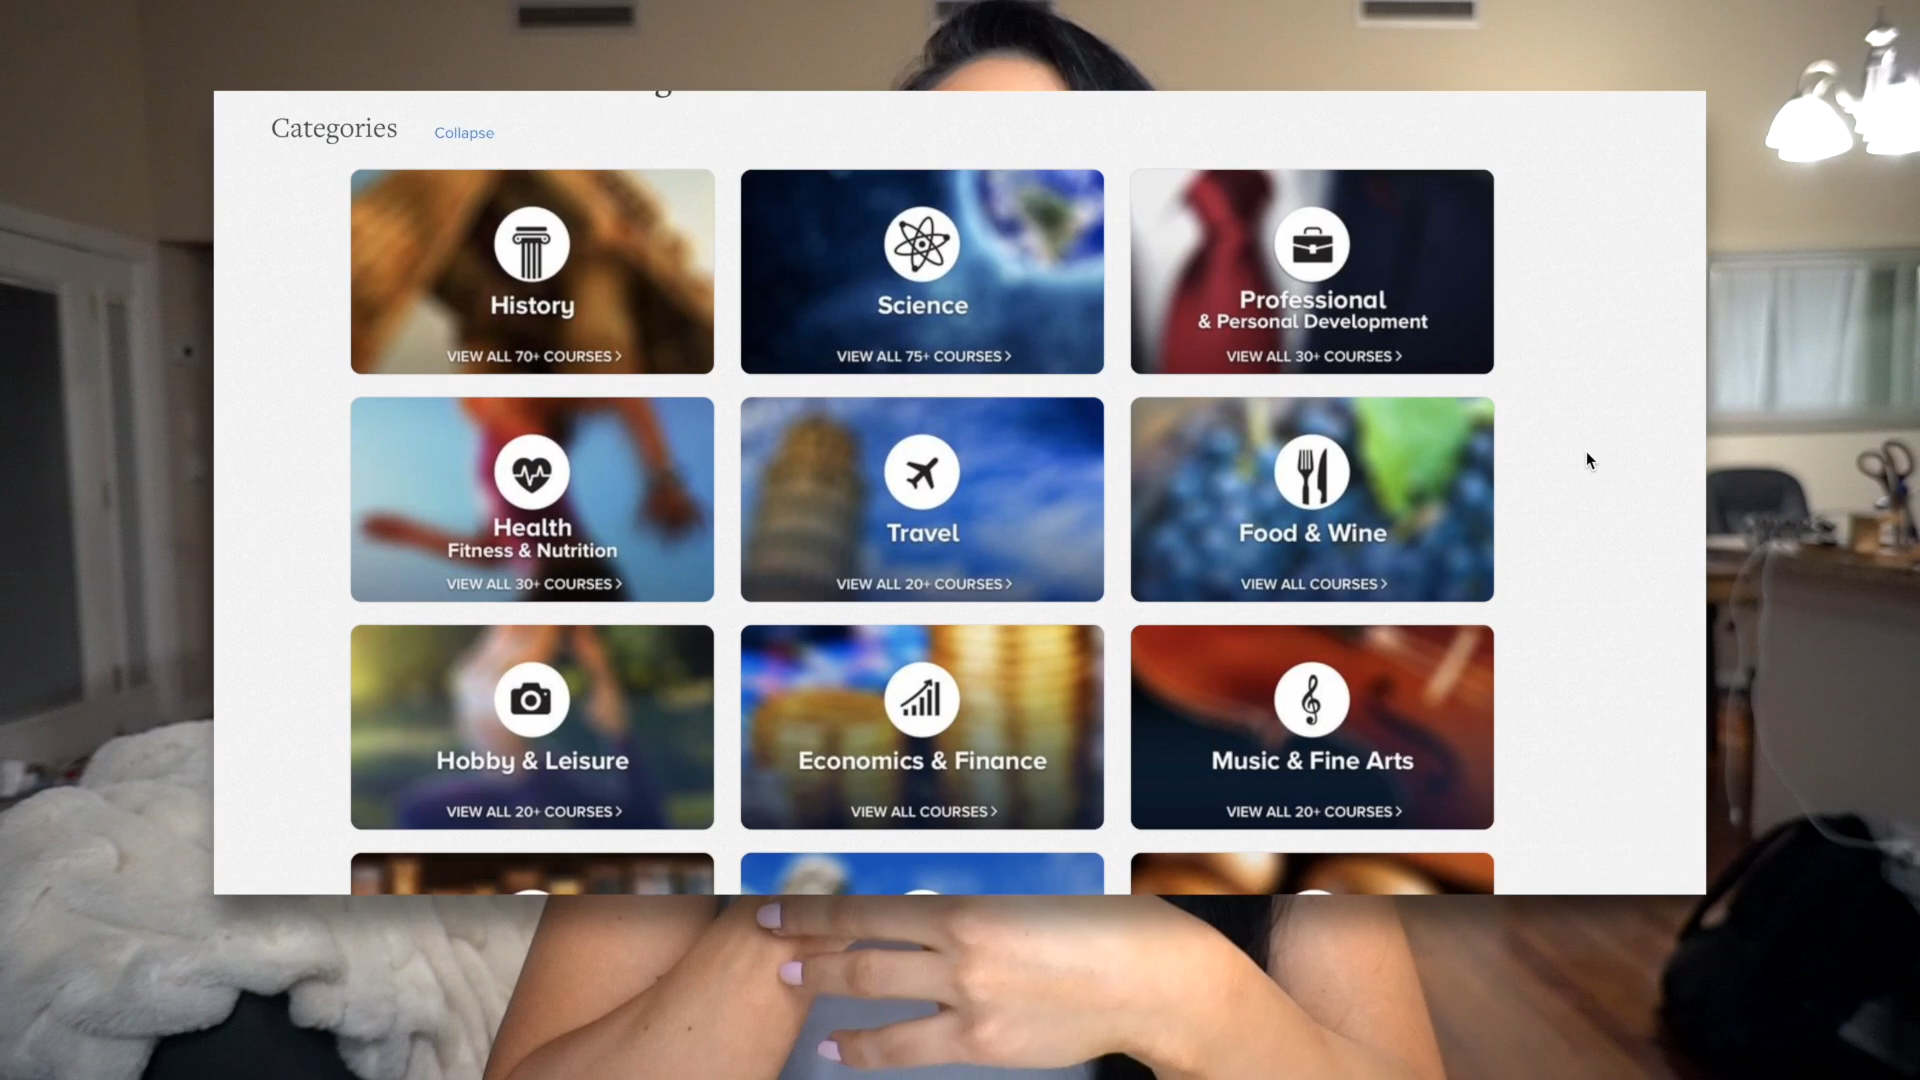 Categories
Collapse
History
VIEW ALL 70+ COURSES >
Science
VIEW ALL 75+ COURSES >
Professional
& Personal Development
VIEW ALL 30+ COURSES >
Health
Fitness & Nutrition
VIEW ALL 30+ COURSES >
Travel
VIEW ALL 20+ COURSES >
Food & Wine
VIEW ALL COURSES >
Hobby & Leisure
VIEW ALL 20+ COURSES >
Economics & Finance
VIEW ALL COURSES >
Music & Fine Arts
VIEW ALL 20+ COURSES >